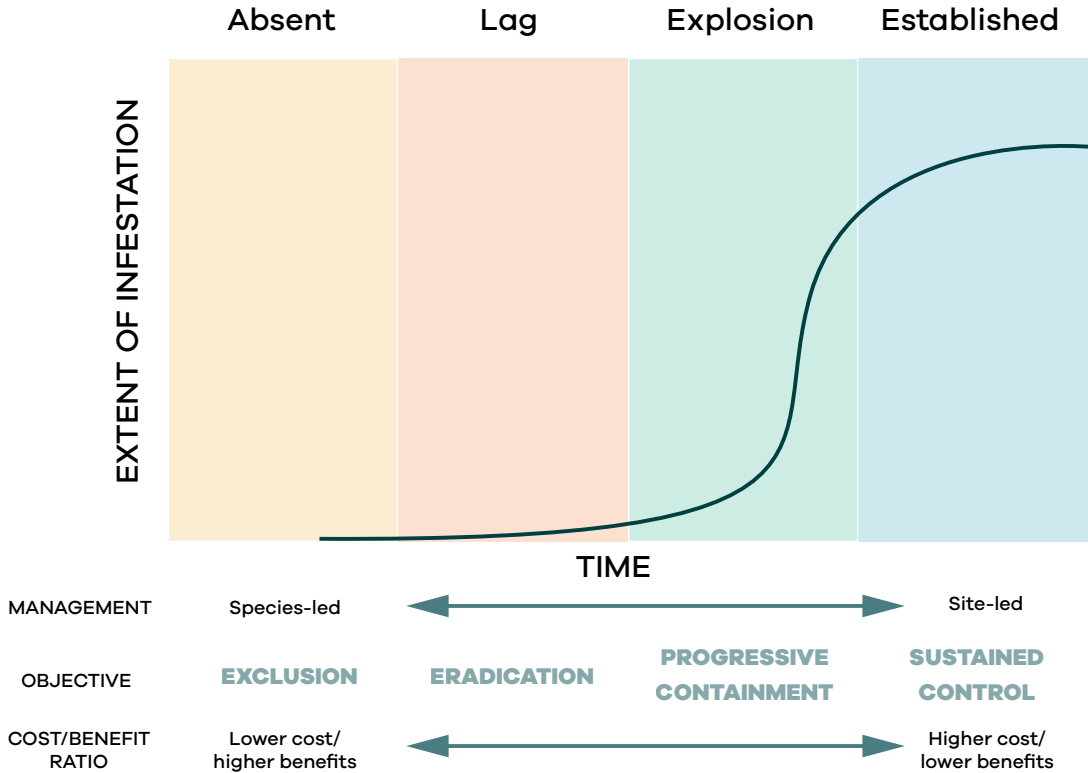 Absent
Lag
Explosion
Established
EXTENT OF INFESTATION
TIME
MANAGEMENT
Species-led
Site-led
OBJECTIVE
EXCLUSION
ERADICATION
PROGRESSIVE
CONTAINMENT
SUSTAINED
CONTROL
COST/BENEFIT
RATIO
Lower cost/
higher benefits
Higher cost/
lower benefits